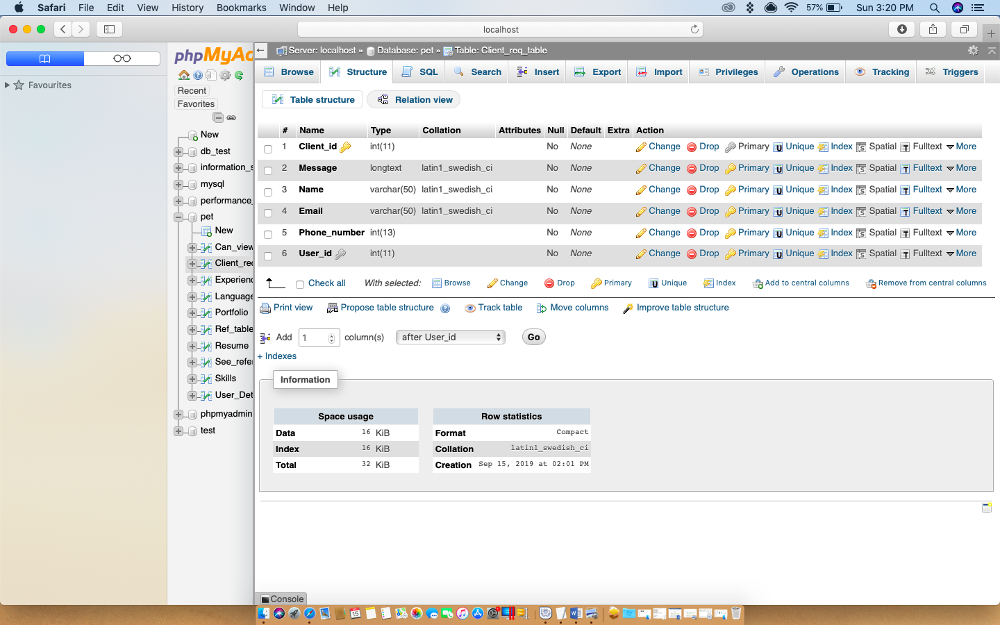 Safari File Edit View History Bookmarks Window Help 57% Sun 3:20 PM
localhost
Favourites
phpMyAc
Recent
Favorites
New
db_test
information_s
mysql
performance_
pet
New
Can_view
Client_req
Experienc
Language
Portfolio
Ref_table
Resume
See_refer
Skills
User_Det
phpmyadmin
test
Server: localhost » Database: pet » Table: Client_req_table
Browse Structure SQL Search Insert Export Import Privileges Operations Tracking Triggers
Table structure Relation view
# Name Type Collation Attributes Null Default Extra Action
1 Client_id int(11) No None Change Drop Primary Unique Index Spatial Fulltext More
2 Message longtext latin1_swedish_ci No None Change Drop Primary Unique Index Spatial Fulltext More
3 Name varchar(50) latin1_swedish_ci No None Change Drop Primary Unique Index Spatial Fulltext More
4 Email varchar(50) latin1_swedish_ci No None Change Drop Primary Unique Index Spatial Fulltext More
5 Phone_number int(13) No None Change Drop Primary Unique Index Spatial Fulltext More
6 User_id int(11) No None Change Drop Primary Unique Index Spatial Fulltext More
Check all With selected: Browse Change Drop Primary Unique Index Add to central columns Remove from central columns
Print view Propose table structure Track table Move columns Improve table structure
Add 1 column(s) after User_id Go
+ Indexes
Information
Space usage
Data 16 KiB
Index 16 KiB
Total 32 KiB
Row statistics
Format Compact
Collation latin1_swedish_ci
Creation Sep 15, 2019 at 02:01 PM
Console
15